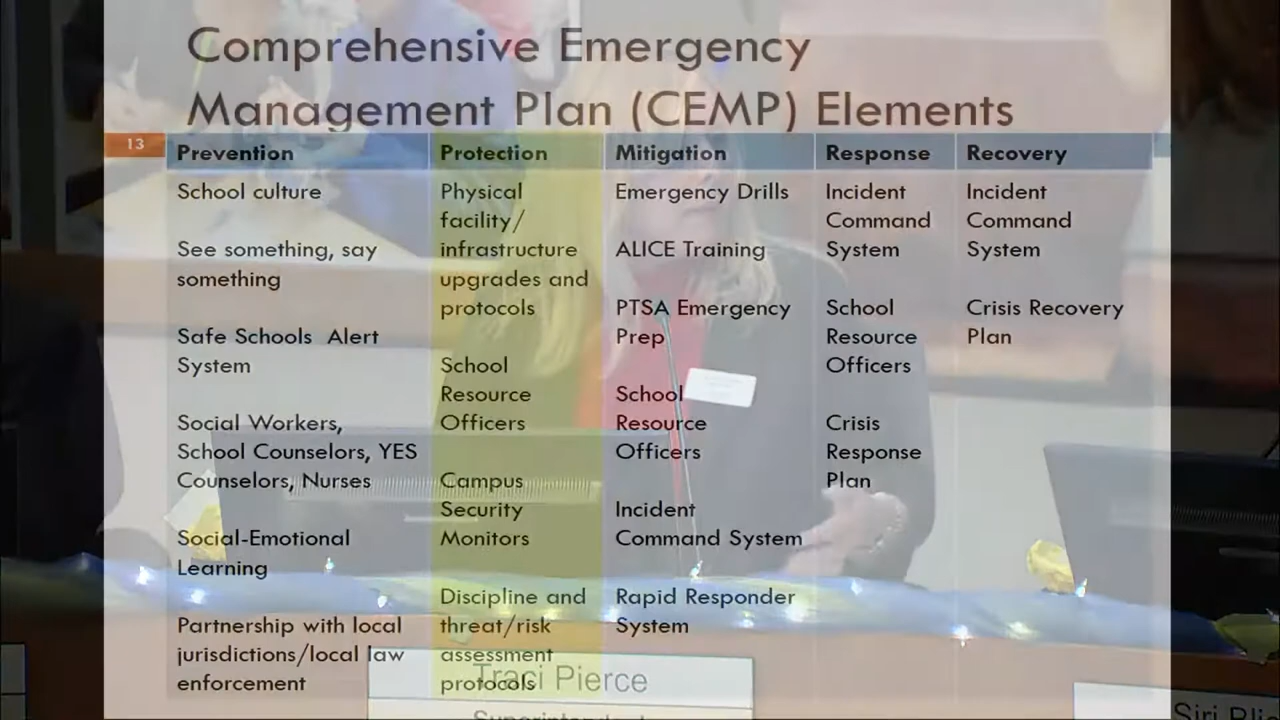 Comprehensive Emergency
Management Plan (CEMP) Elements
13
Prevention
School culture
See something, say
something
Safe Schools Alert
System
Social Workers,
School Counselors, YES
Counselors, Nurses
Social-Emotional
Learning
Partnership with local
jurisdictions/local law
enforcement
Protection
Physical
facility/
infrastructure
upgrades and
protocols
School
Resource
Officers
Campus
Security
Monitors
Discipline and
threat/risk
assessment
protocols
Mitigation
Emergency Drills
ALICE Training
PTSA Emergency
Prep
School
Resource
Officers
Incident
Command System
Rapid Responder
System
Response
Incident
Command
System
School
Resource
Officers
Crisis
Response
Plan
Recovery
Incident
Command
System
Crisis Recovery
Plan
Traci Pierce
Superintendent
Siri